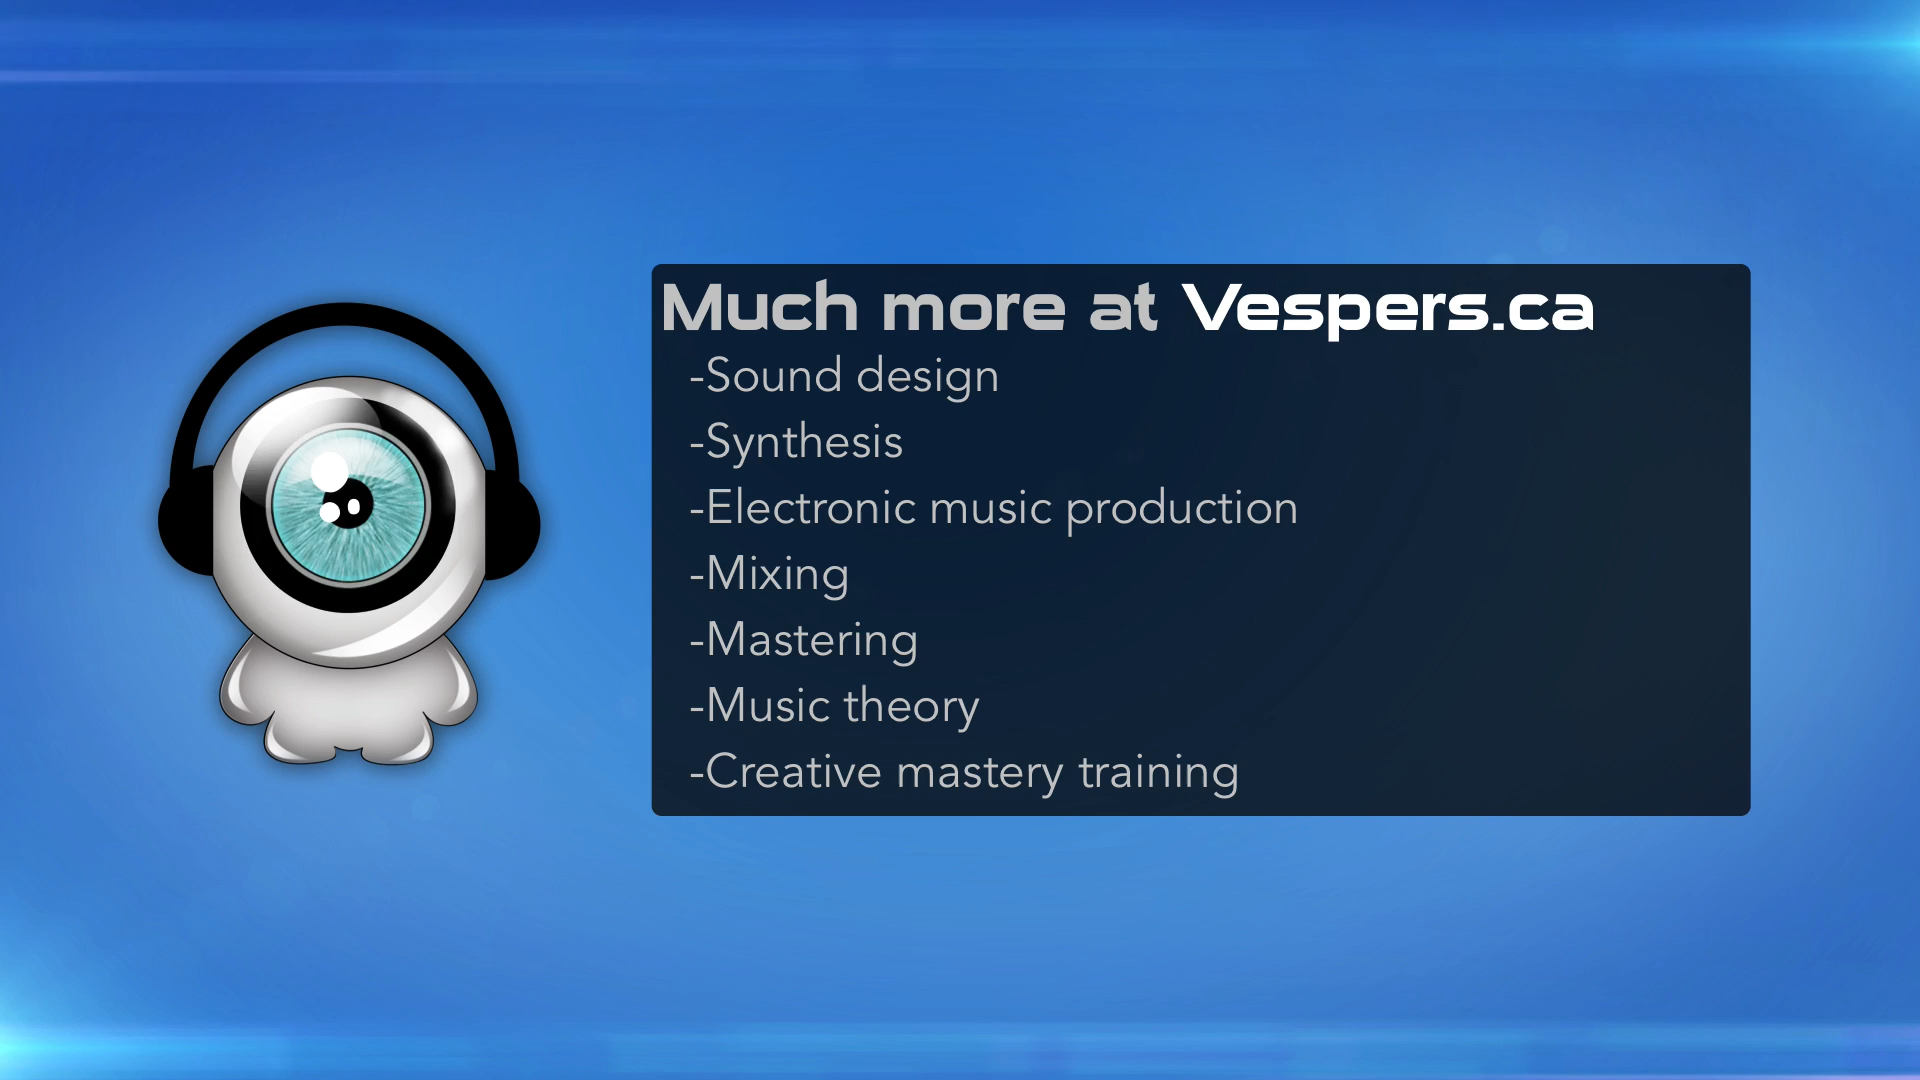 Much more at Vespers.ca
-Sound design
-Synthesis
-Electronic music production
-Mixing
-Mastering
-Music theory
-Creative mastery training